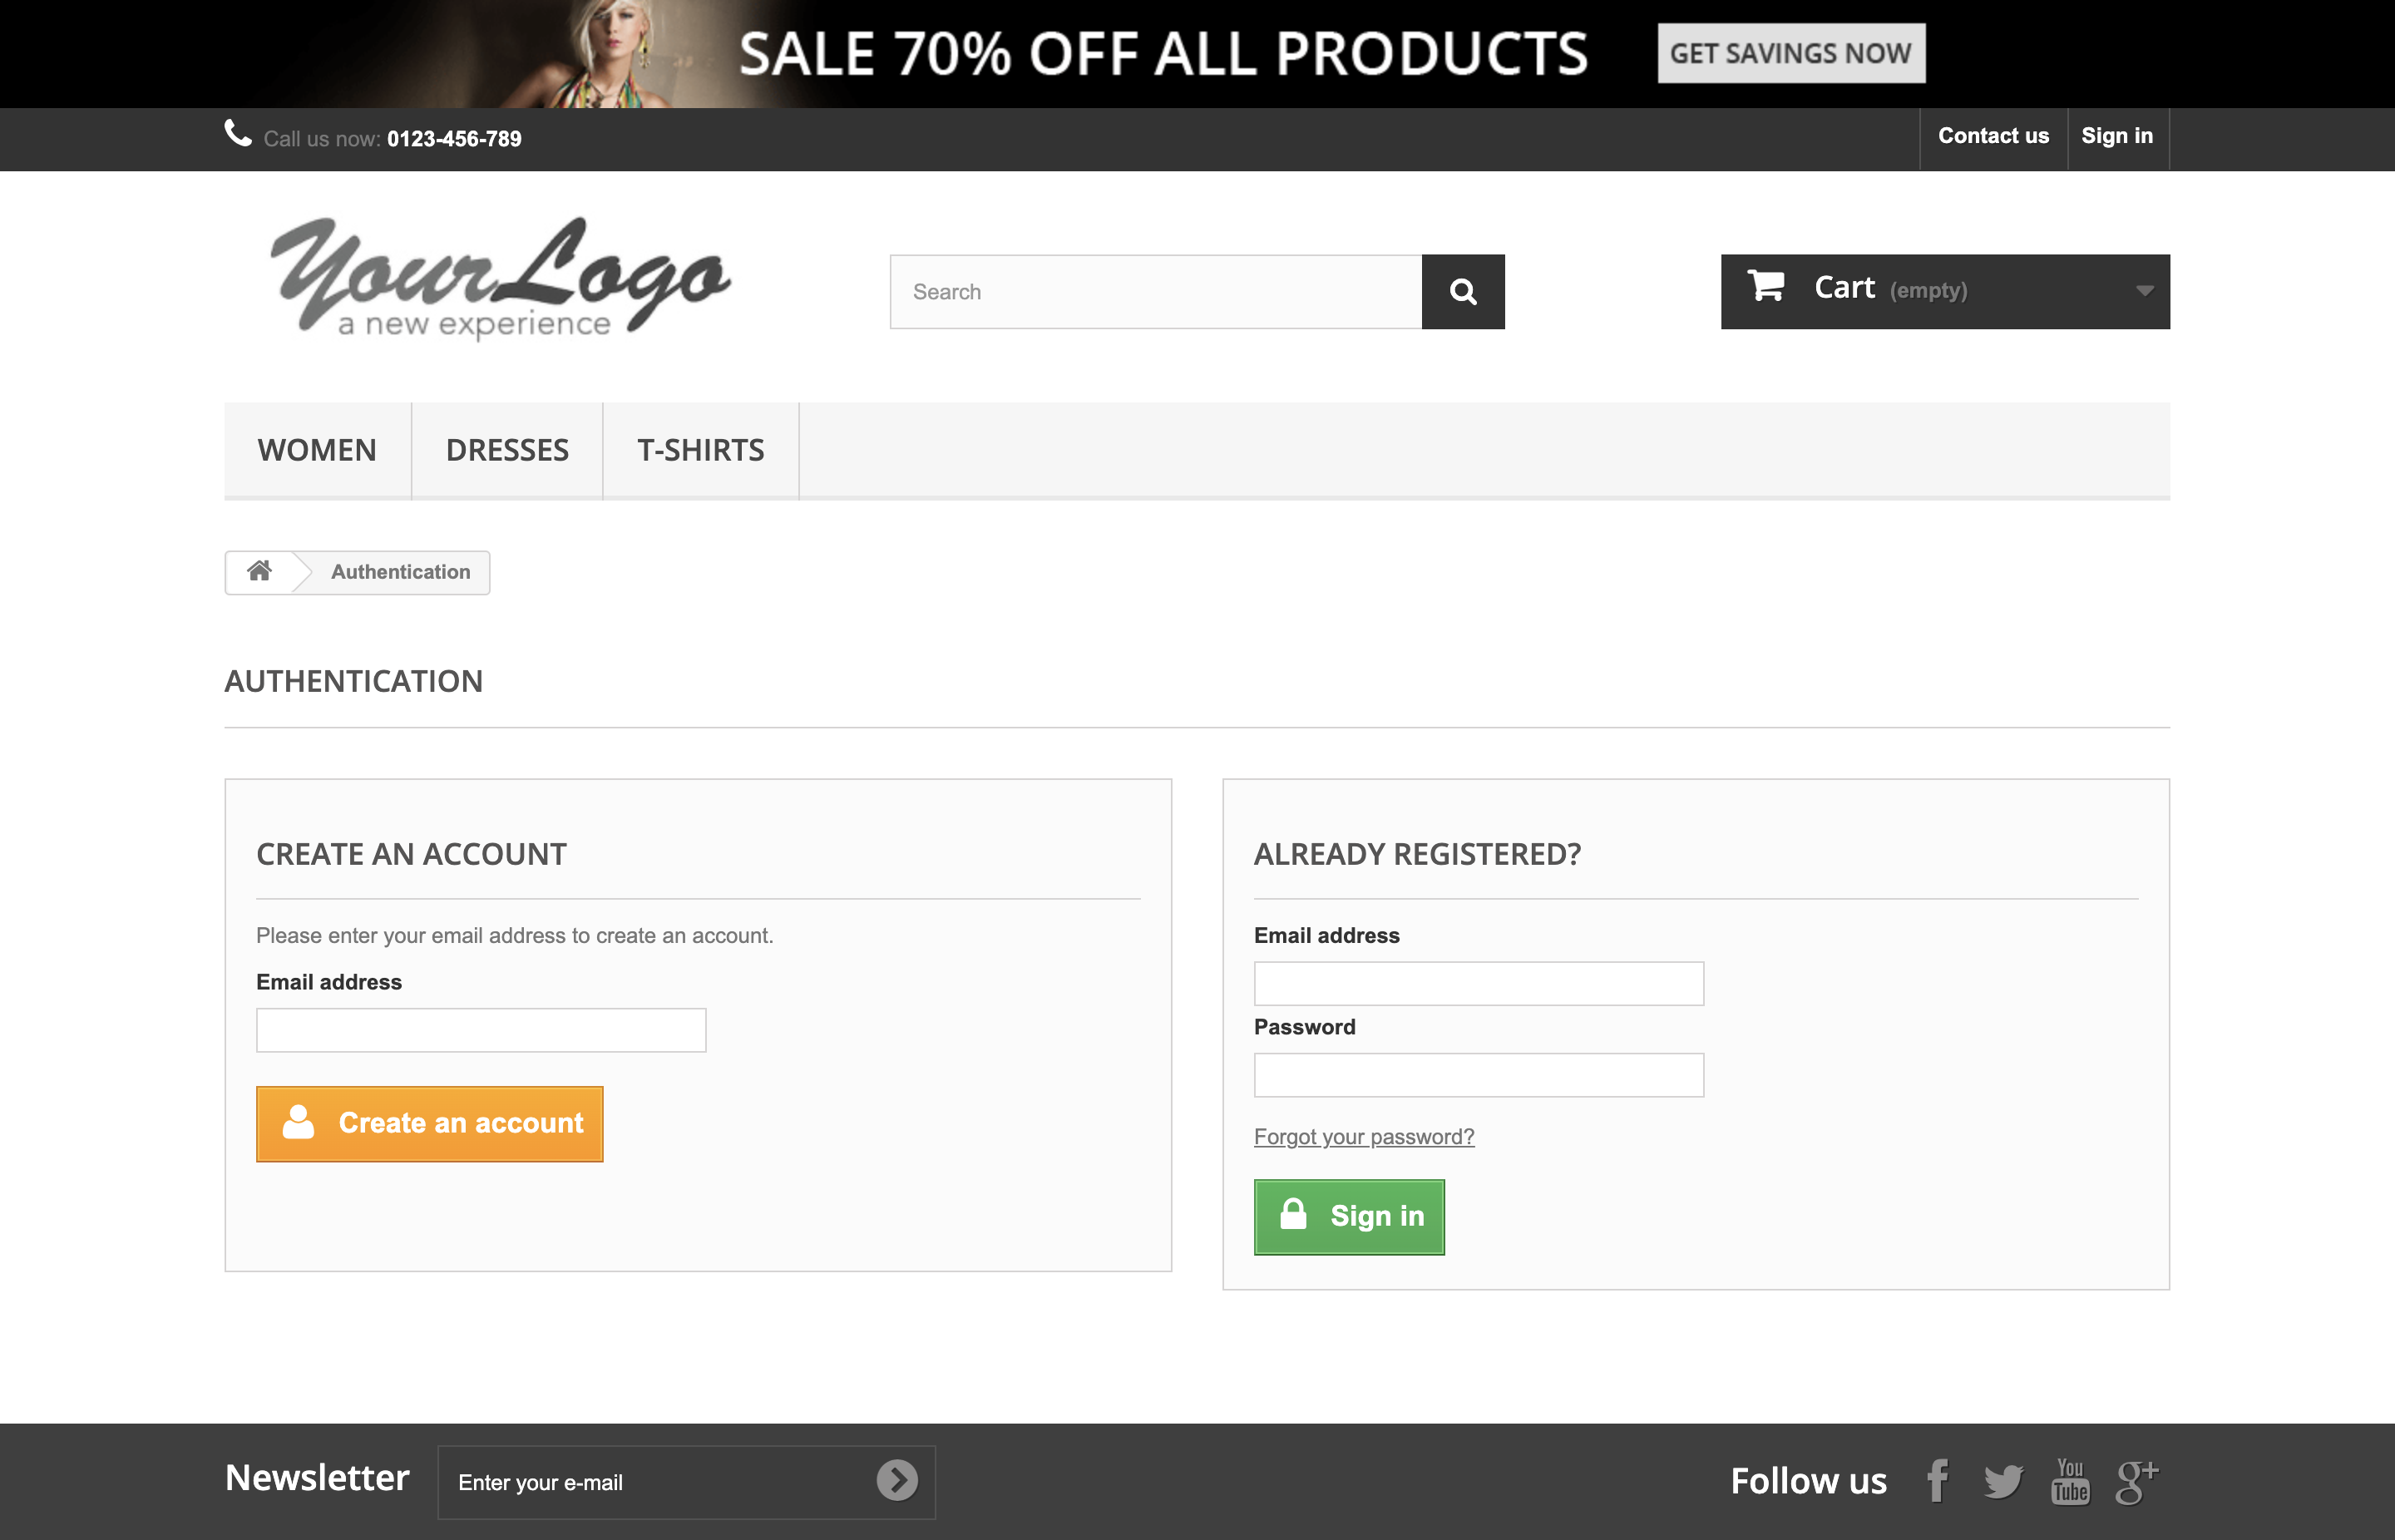 SALE 70% OFF ALL PRODUCTS GET SAVINGS NOW
Call us now: 0123-456-789 Contact us Sign in
YourLogo
a new experience
Search
Cart (empty)
WOMEN DRESSES T-SHIRTS
Authentication
AUTHENTICATION
CREATE AN ACCOUNT
Please enter your email address to create an account.
Email address
Create an account
ALREADY REGISTERED?
Email address
Password
Forgot your password?
Sign in
Newsletter Enter your e-mail
Follow us You Tube g+